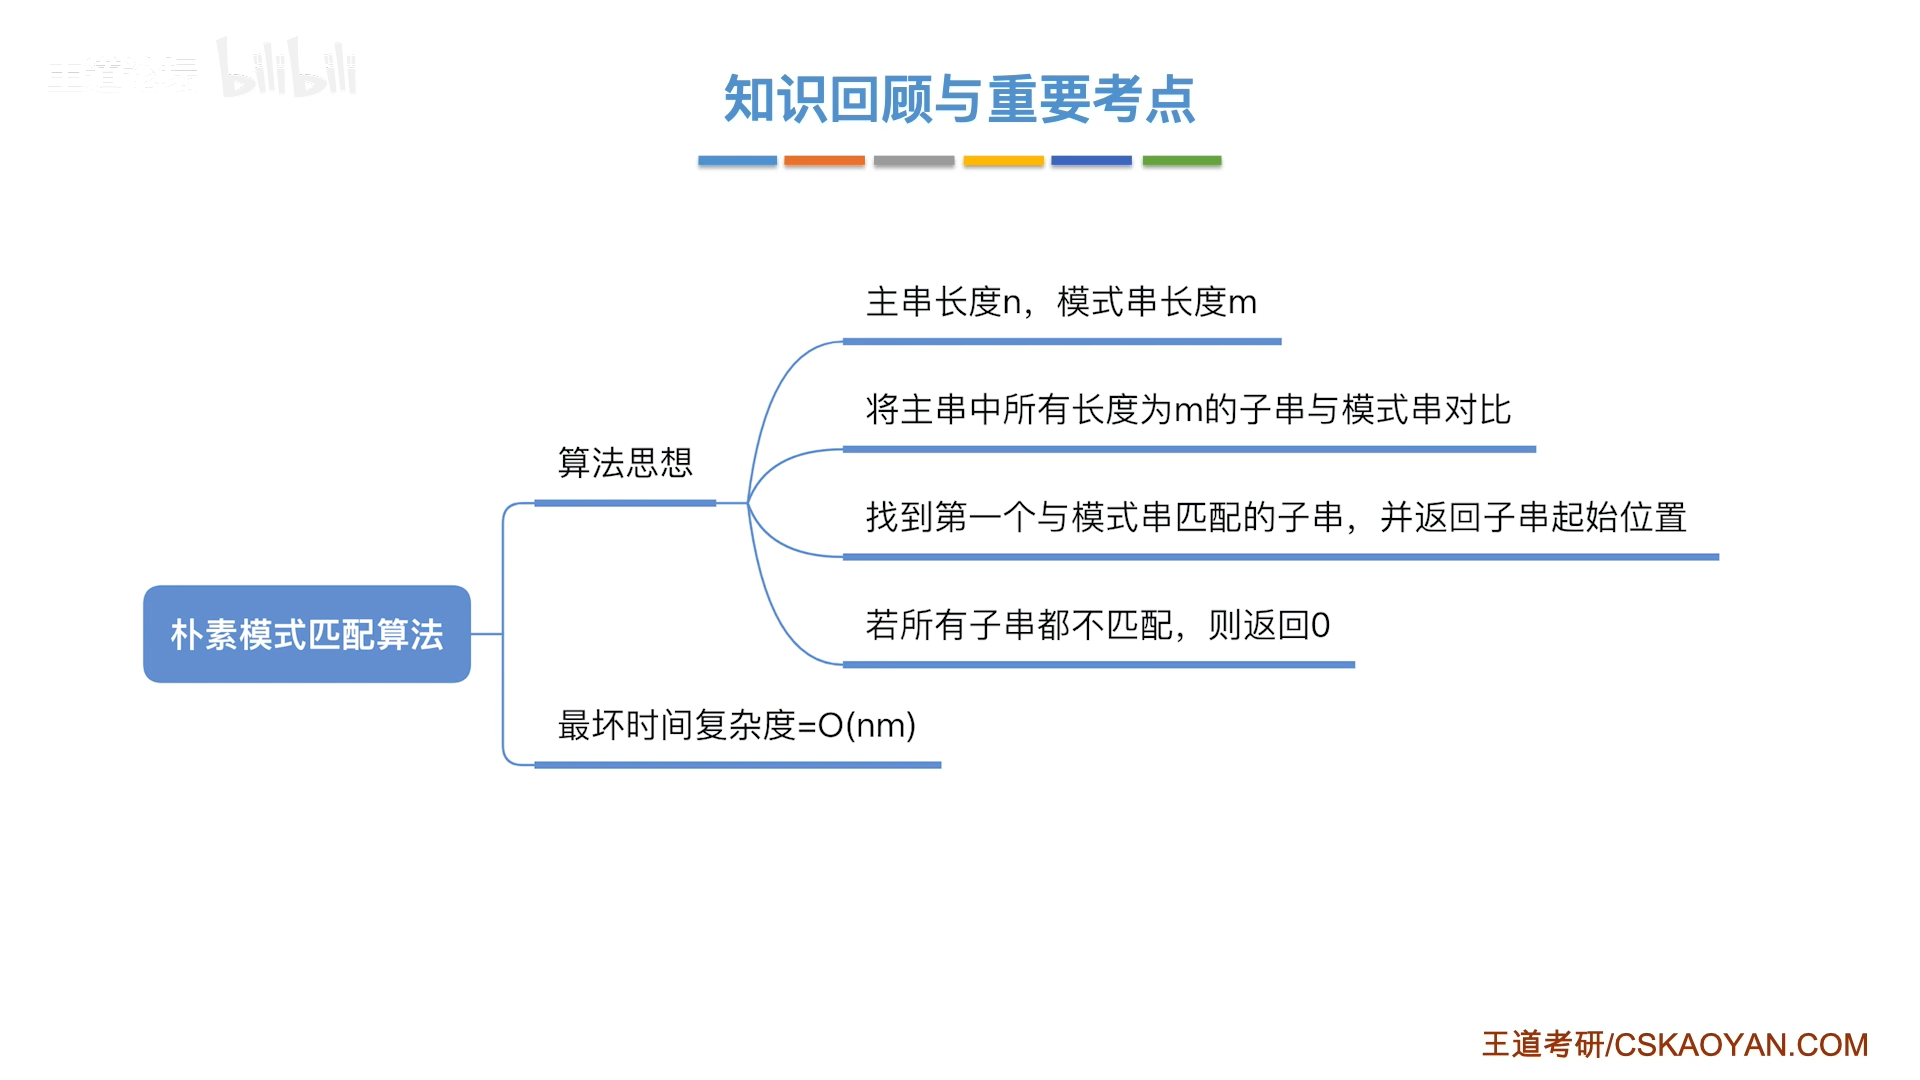 王道论坛 bilibili
知识回顾与重要考点
主串长度n，模式串长度m
将主串中所有长度为m的子串与模式串对比
算法思想
找到第一个与模式串匹配的子串，并返回子串起始位置
若所有子串都不匹配，则返回0
朴素模式匹配算法
最坏时间复杂度=O(nm)
王道考研/CSKAOYAN.COM